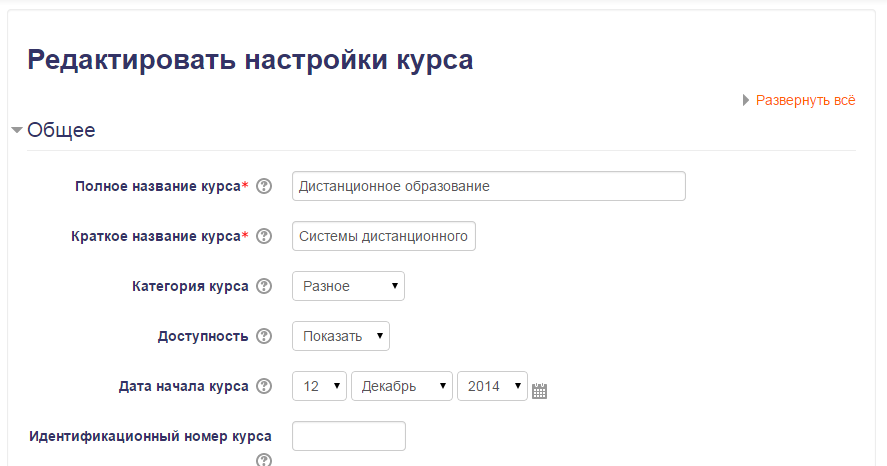 Редактировать настройки курса
Развернуть всё
Общее
Полное название курса* Дистанционное образование
Краткое название курса* Системы дистанционного
Категория курса Разное
Доступность Показать
Дата начала курса 12 Декабрь 2014
Идентификационный номер курса